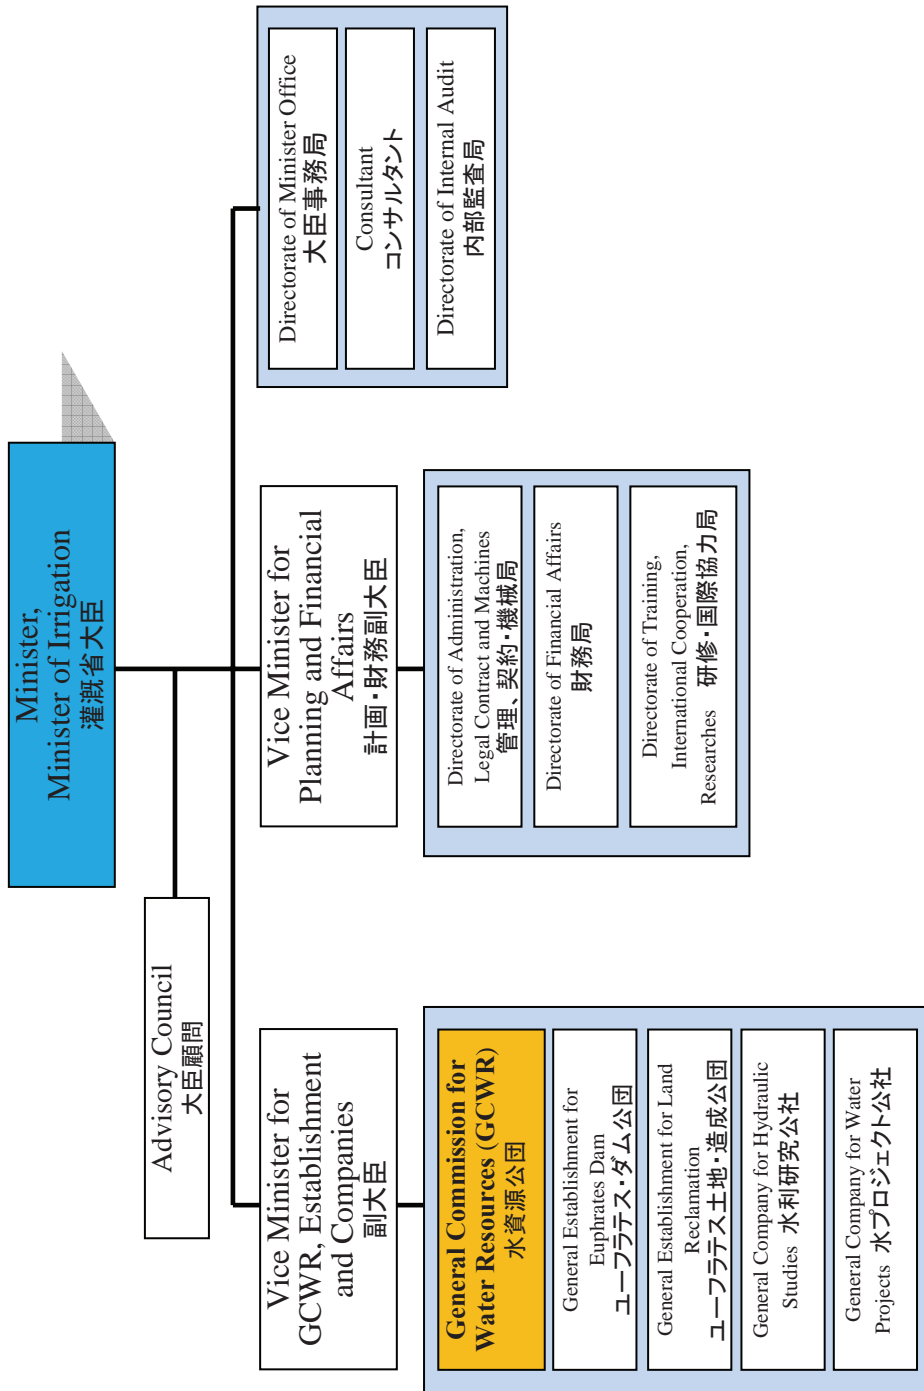 Minister,
Minister of Irrigation
灌漑省大臣
Advisory Council
大臣顧問
Vice Minister for
GCWR, Establishment
and Companies
副大臣
General Commission for
Water Resources (GCWR)
水資源公団
General Establishment for
Euphrates Dam
ユーフラテス・ダム公団
General Establishment for Land
Reclamation
ユーフラテス土地・造成公団
General Company for Hydraulic
Studies 水利研究公社
General Company for Water
Projects 水プロジェクト公社
Vice Minister for
Planning and Financial
Affairs
計画・財務副大臣
Directorate of Administration,
Legal Contract and Machines
管理、契約・機械局
Directorate of Financial Affairs
財務局
Directorate of Training,
International Cooperation,
Researches 研修・国際協力局
Directorate of Minister Office
大臣事務局
Consultant
コンサルタント
Directorate of Internal Audit
内部監査局